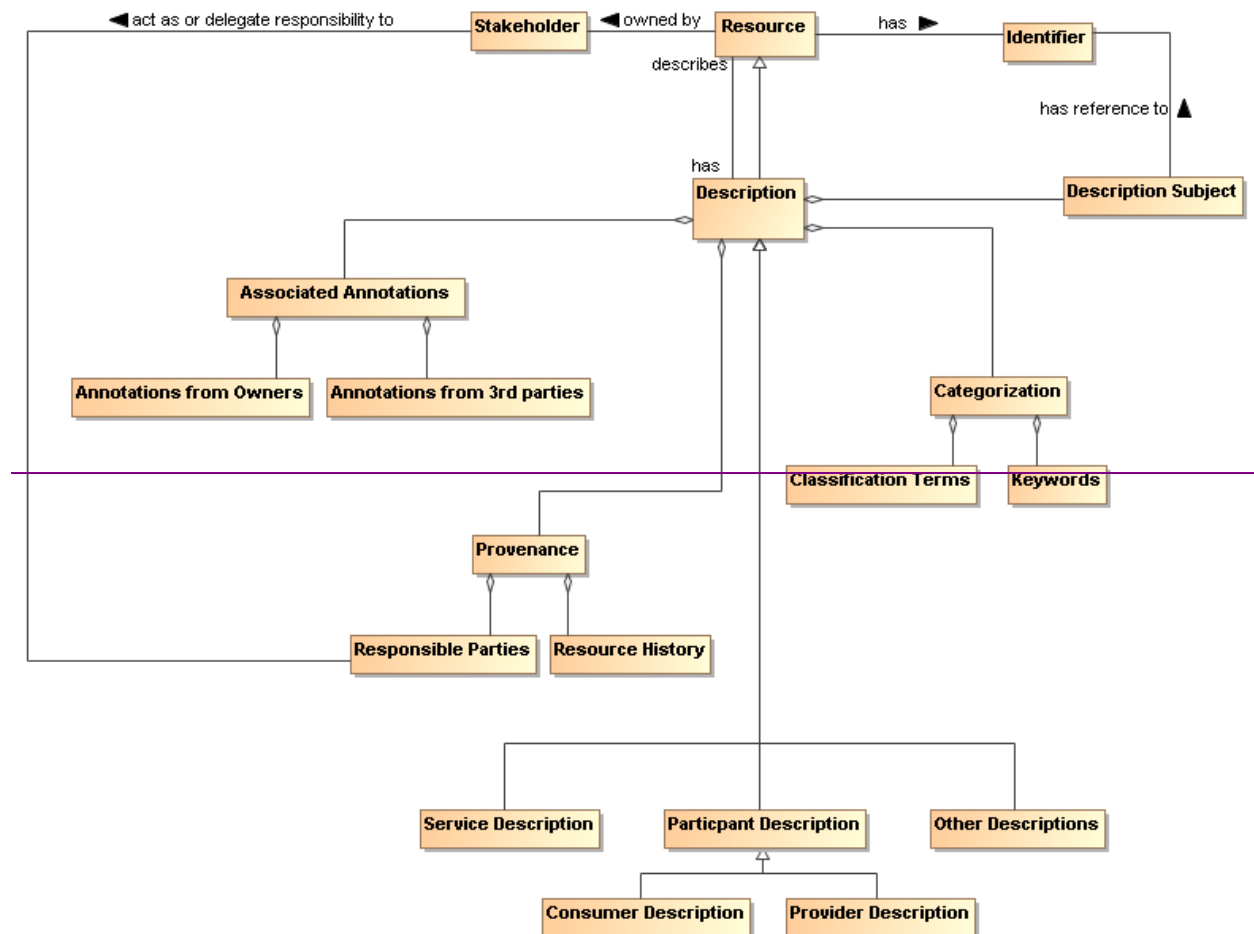 act as or delegate responsibility to
Stakeholder
owned by
Resource
has
Identifier
describes
has reference to
has
Description
Description Subject
Associated Annotations
Annotations from Owners
Annotations from 3rd parties
Categorization
Classification Terms
Keywords
Provenance
Responsible Parties
Resource History
Service Description
Particpant Description
Other Descriptions
Consumer Description
Provider Description